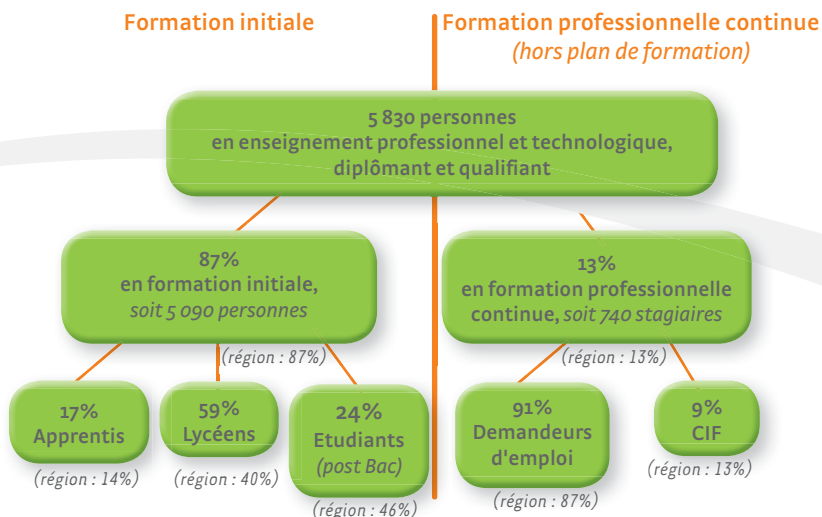 Formation initiale
Formation professionnelle continue
(hors plan de formation)
5 830 personnes
en enseignement professionnel et technologique,
diplômant et qualifiant
87%
en formation initiale,
soit 5 090 personnes
(région : 87%)
13%
en formation professionnelle
continue, soit 740 stagiaires
(région : 13%)
17%
Apprentis
(région : 14%)
59%
Lycéens
(région : 40%)
24%
Etudiants
(post Bac)
(région : 46%)
91%
Demandeurs
d'emploi
(région : 87%)
9%
CIF
(région : 13%)